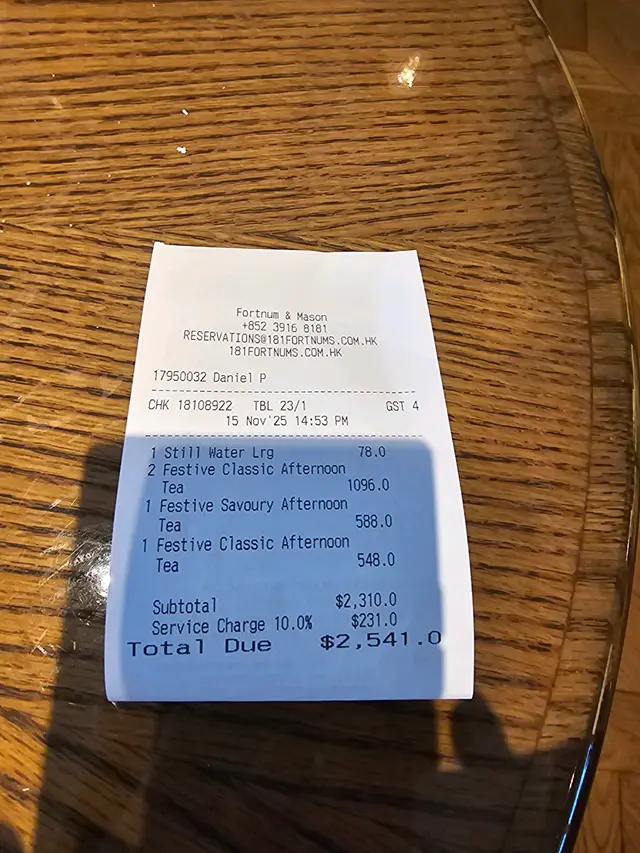 Fortnum & Mason
+852 3916 8181
RESERVATIONS@181FORTNUMS.COM.HK
181FORTNUMS.COM.HK
17950032 Daniel P
CHK 18108922 TBL 23/1 GST 4
15 Nov'25 14:53 PM
1 Still Water Lrg 78.0
2 Festive Classic Afternoon
Tea 1096.0
1 Festive Savoury Afternoon
Tea 588.0
1 Festive Classic Afternoon
Tea 548.0
Subtotal $2,310.0
Service Charge 10.0% $231.0
Total Due $2,541.0